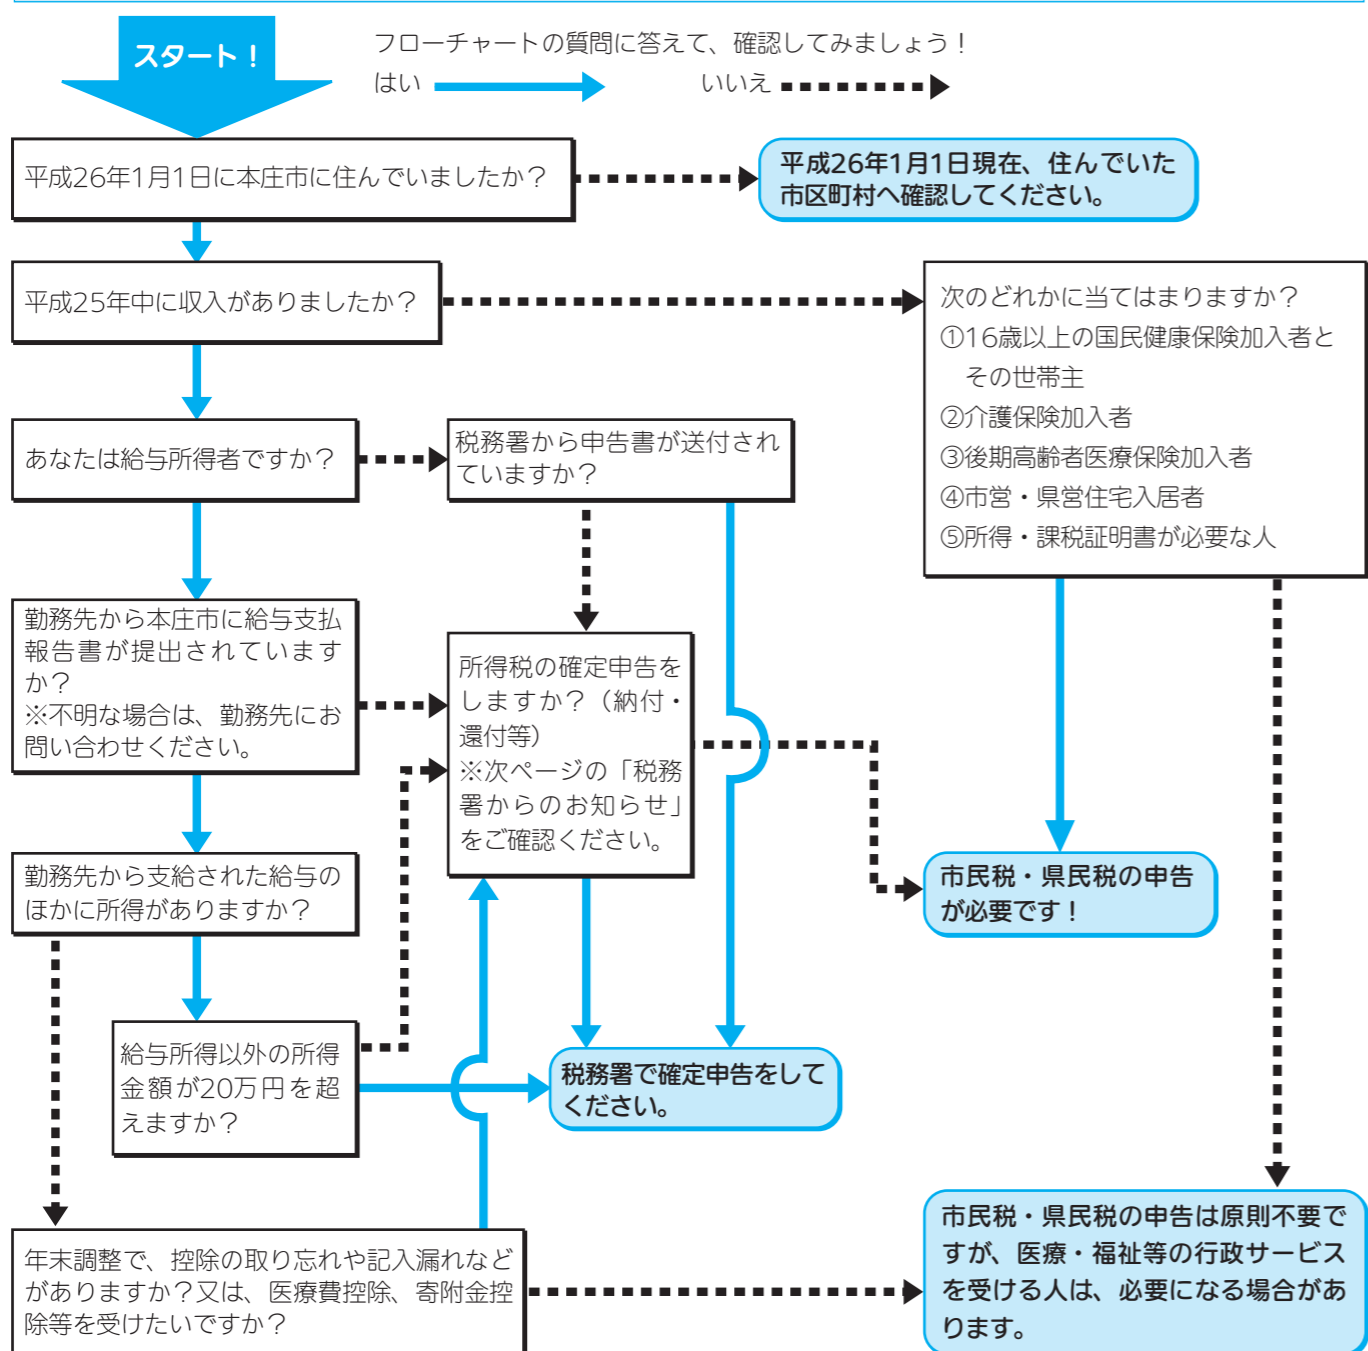 スタート！
フローチャートの質問に答えて、確認してみましょう！
はい
いいえ
平成26年1月1日に本庄市に住んでいましたか？
平成26年1月1日現在、住んでいた
市区町村へ確認してください。
平成25年中に収入がありましたか？
次のどれかに当てはまりますか？
①16歳以上の国民健康保険加入者と
その世帯主
②介護保険加入者
③後期高齢者医療保険加入者
④市営・県営住宅入居者
⑤所得・課税証明書が必要な人
あなたは給与所得者ですか？
税務署から申告書が送付され
ていますか？
勤務先から本庄市に給与支払
報告書が提出されています
か？
※不明な場合は、勤務先にお
問い合わせください。
所得税の確定申告を
しますか？（納付・
還付等）
※次ページの「税務
署からのお知らせ」
をご確認ください。
勤務先から支給された給与の
ほかに所得がありますか？
市民税・県民税の申告
が必要です！
給与所得以外の所得
金額が20万円を超
えますか？
税務署で確定申告をして
ください。
年末調整で、控除の取り忘れや記入漏れなど
がありますか？又は、医療費控除、寄附金控
除等を受けたいですか？
市民税・県民税の申告は原則不要で
すが、医療・福祉等の行政サービス
を受ける人は、必要になる場合があ
ります。